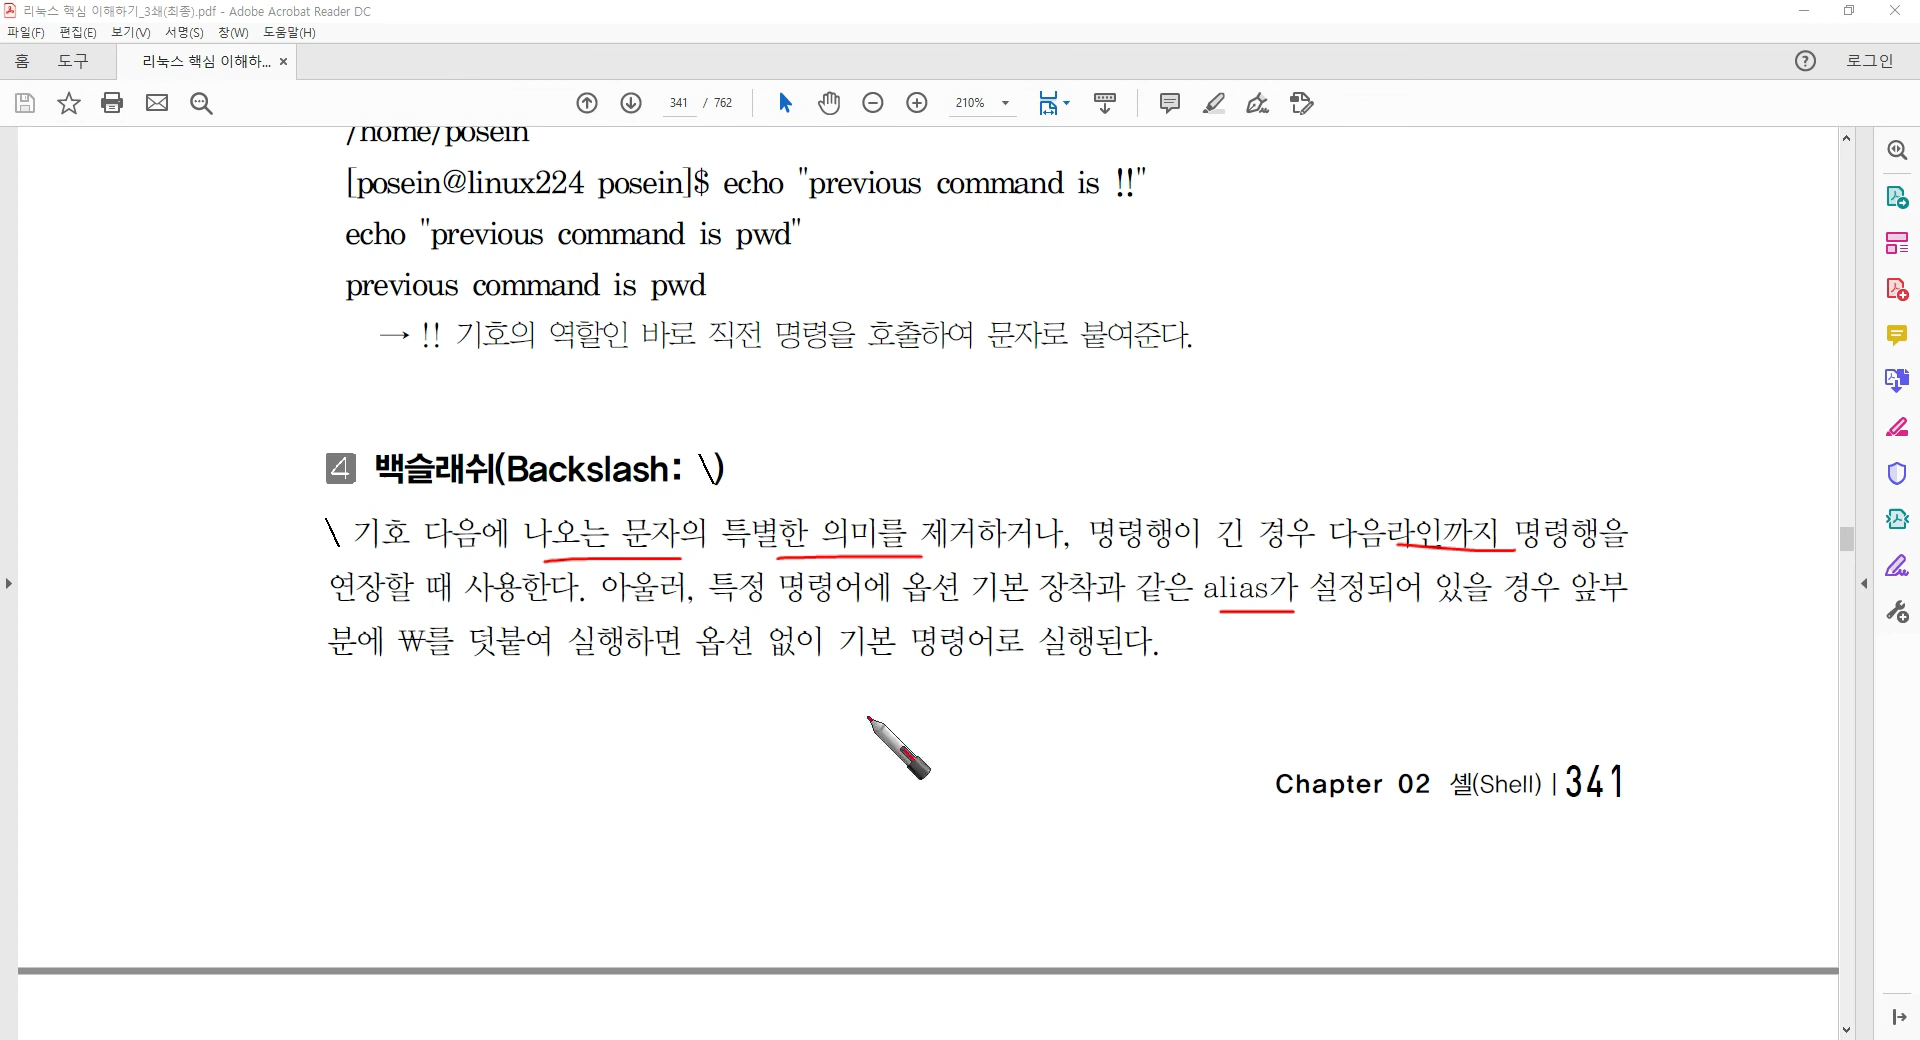 리눅스 핵심 이해하기_3쇄(최종).pdf - Adobe Acrobat Reader DC
파일(F) 편집(E) 보기(V) 서명(S) 창(W) 도움말(H)
홈 도구 리눅스 핵심 이해하... × ? 로그인
341 / 762 210%
/home/posein
[posein@linux224 posein]$ echo "previous command is !!"
echo "previous command is pwd"
previous command is pwd
→ !! 기호의 역할인 바로 직전 명령을 호출하여 문자로 붙여준다.
4 백슬래쉬(Backslash: \)
\ 기호 다음에 나오는 문자의 특별한 의미를 제거하거나, 명령행이 긴 경우 다음라인까지 명령행을
연장할 때 사용한다. 아울러, 특정 명령어에 옵션 기본 장착과 같은 alias가 설정되어 있을 경우 앞부
분에 ₩를 덧붙여 실행하면 옵션 없이 기본 명령어로 실행된다.
Chapter 02 셸(Shell) | 341